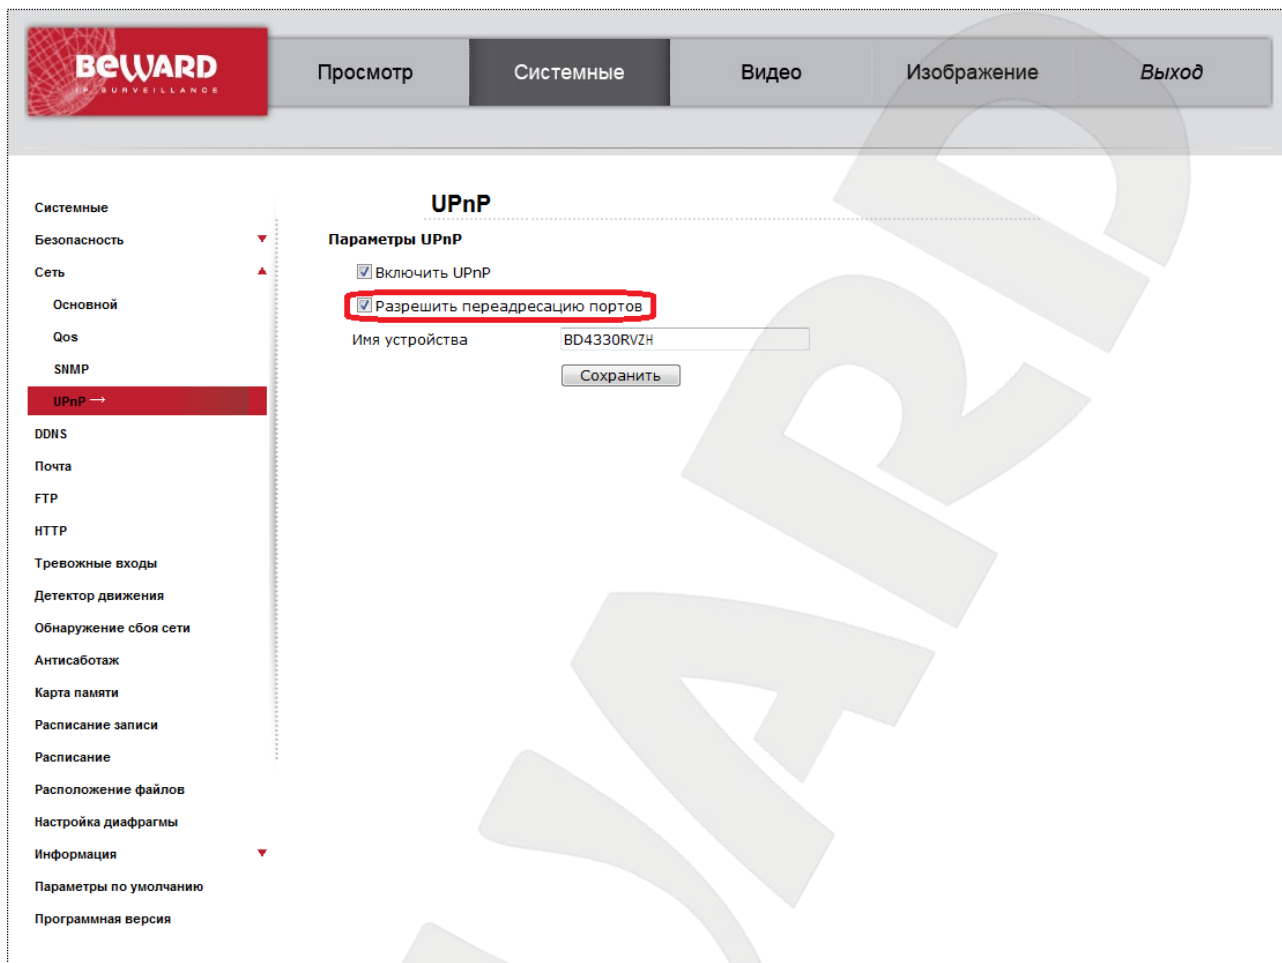 BEWARD
IP SURVEILLANCE
Просмотр
Системные
Видео
Изображение
Выход
Системные
Безопасность
Сеть
Основной
Qos
SNMP
UPnP →
DDNS
Почта
FTP
HTTP
Тревожные входы
Детектор движения
Обнаружение сбоя сети
Антисаботаж
Карта памяти
Расписание записи
Расписание
Расположение файлов
Настройка диафрагмы
Информация
Параметры по умолчанию
Программная версия
UPnP
Параметры UPnP
Включить UPnP
Разрешить переадресацию портов
Имя устройства BD4330RVZH
Сохранить